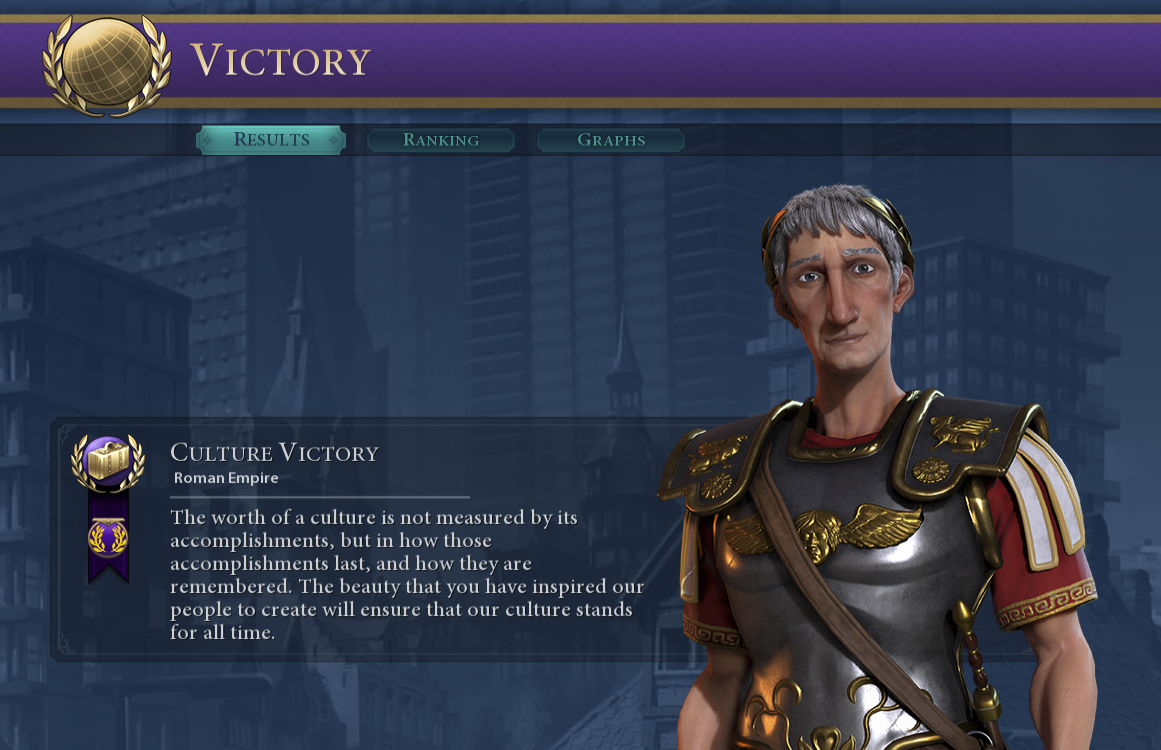 Victory
Results
Ranking
Graphs
Culture Victory
Roman Empire
The worth of a culture is not measured by its
accomplishments, but in how those
accomplishments last, and how they are
remembered. The beauty that you have inspired our
people to create will ensure that our culture stands
for all time.